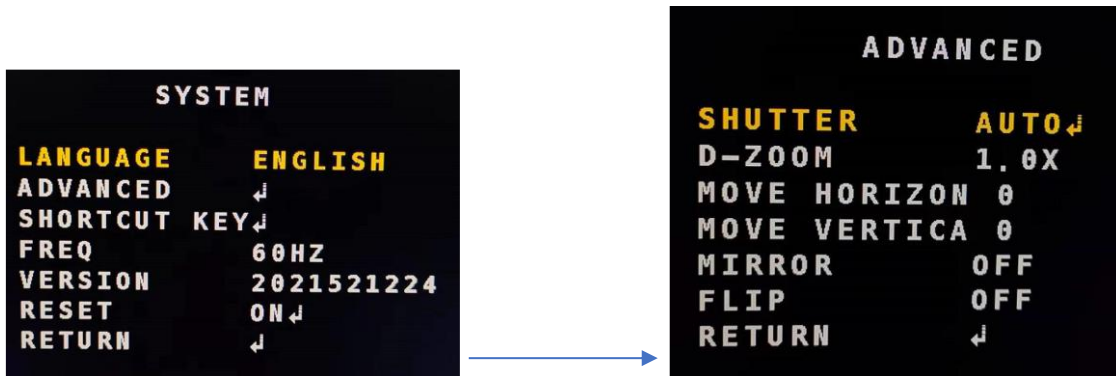 SYSTEM
LANGUAGE ENGLISH
ADVANCED ↲
SHORTCUT KEY↲
FREQ 60HZ
VERSION 2021521224
RESET ON↲
RETURN ↲
ADVANCED
SHUTTER AUTO↲
D-ZOOM 1.0X
MOVE HORIZON 0
MOVE VERTICA 0
MIRROR OFF
FLIP OFF
RETURN ↲